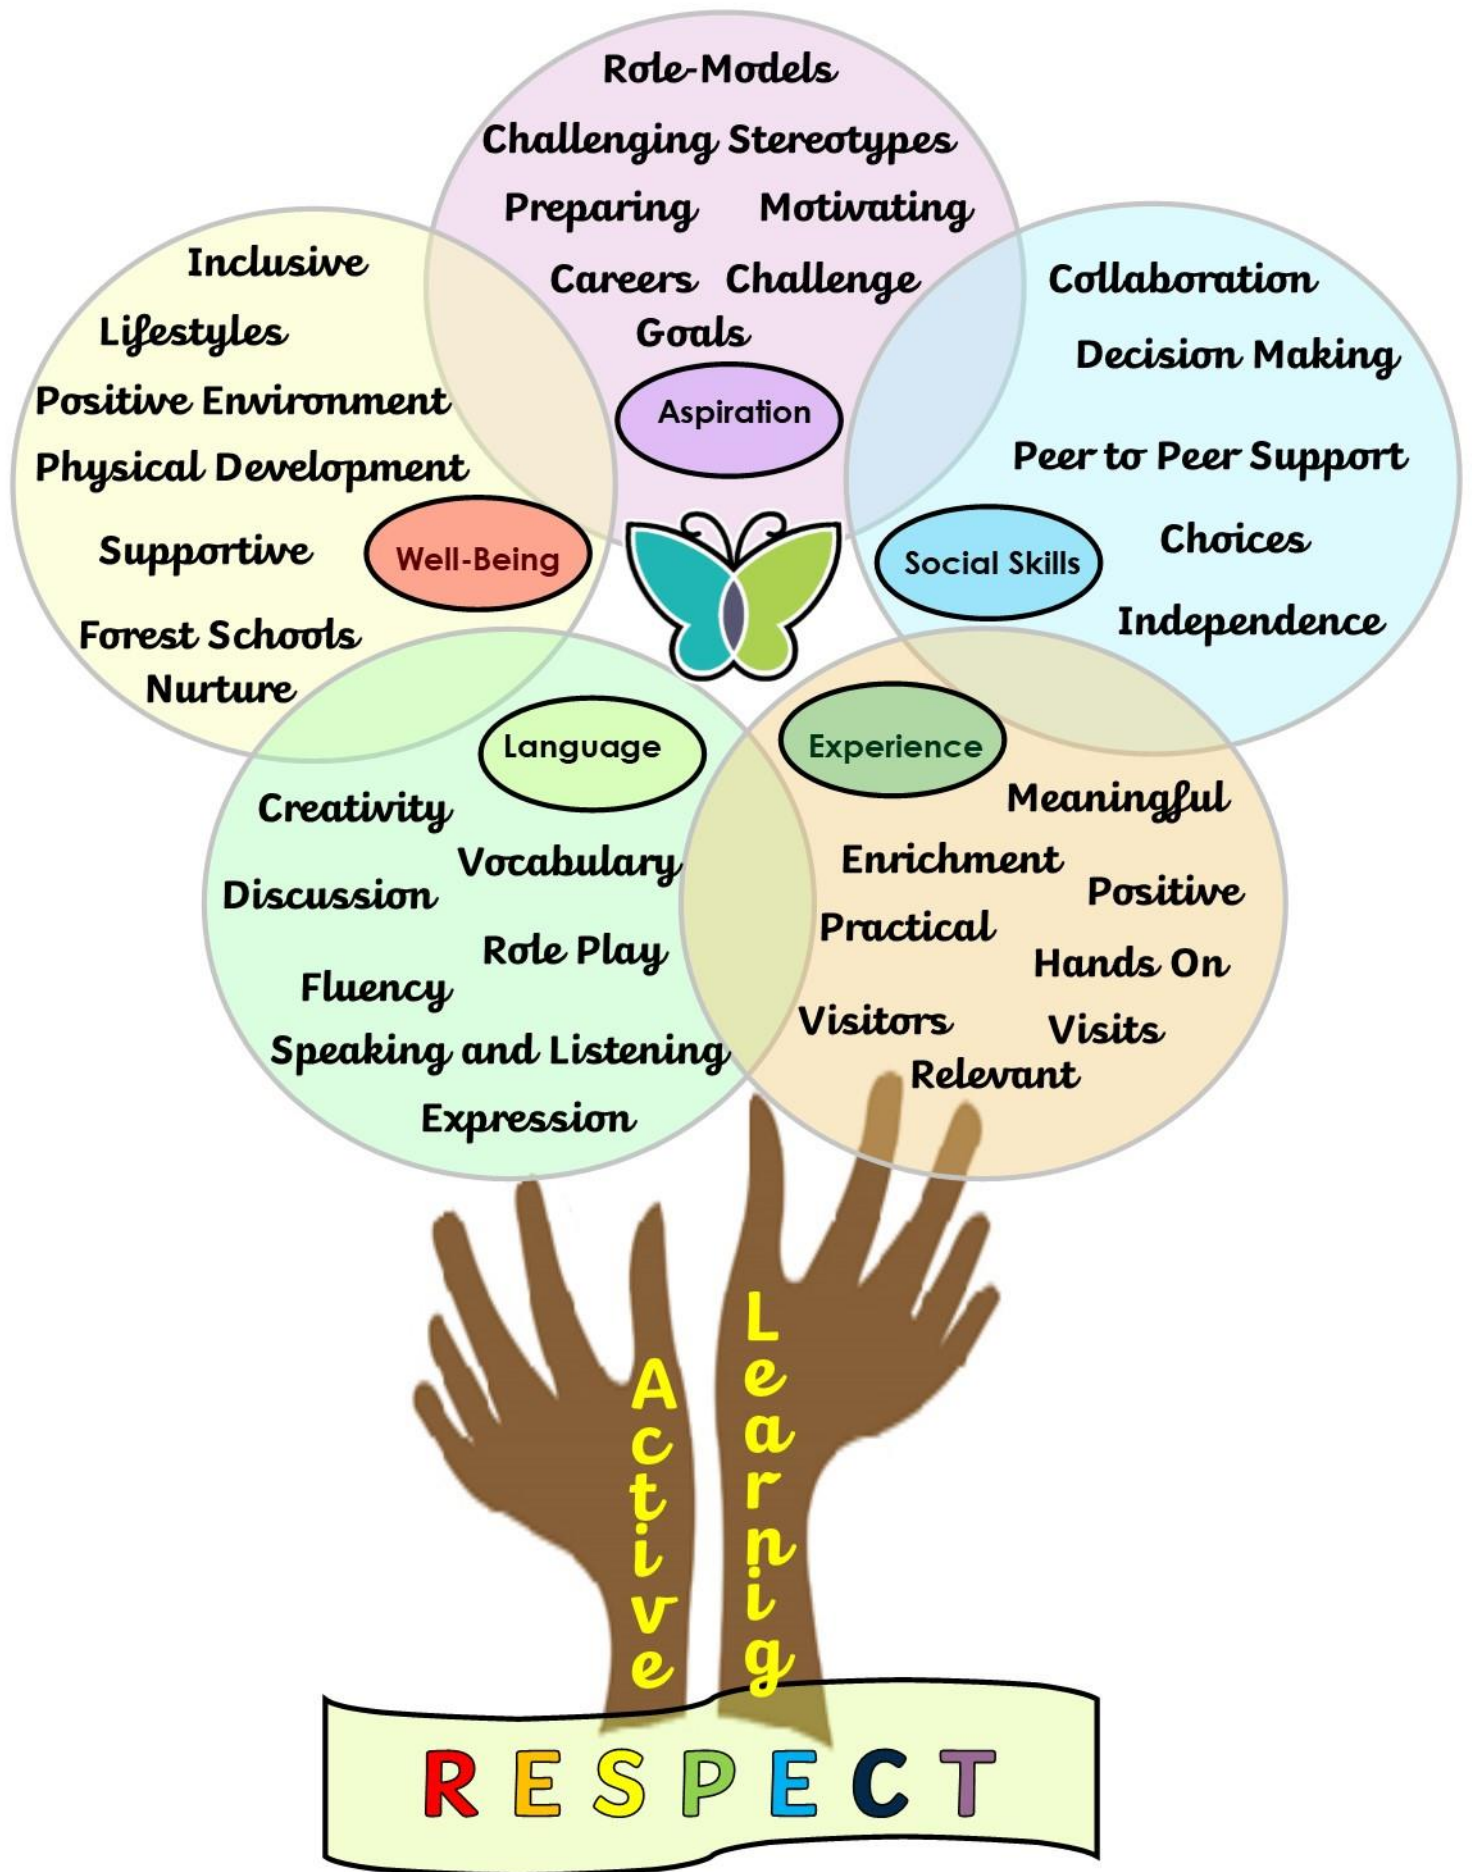 Role-Models
Challenging Stereotypes
Preparing Motivating
Careers Challenge
Goals
Aspiration
Inclusive
Lifestyles
Positive Environment
Physical Development
Supportive
Well-Being
Forest Schools
Nurture
Collaboration
Decision Making
Peer to Peer Support
Choices
Social Skills
Independence
Language
Creativity
Vocabulary
Discussion
Role Play
Fluency
Speaking and Listening
Expression
Experience
Meaningful
Enrichment
Positive
Practical
Hands On
Visitors
Visits
Relevant
Active
Learnig
RESPECT